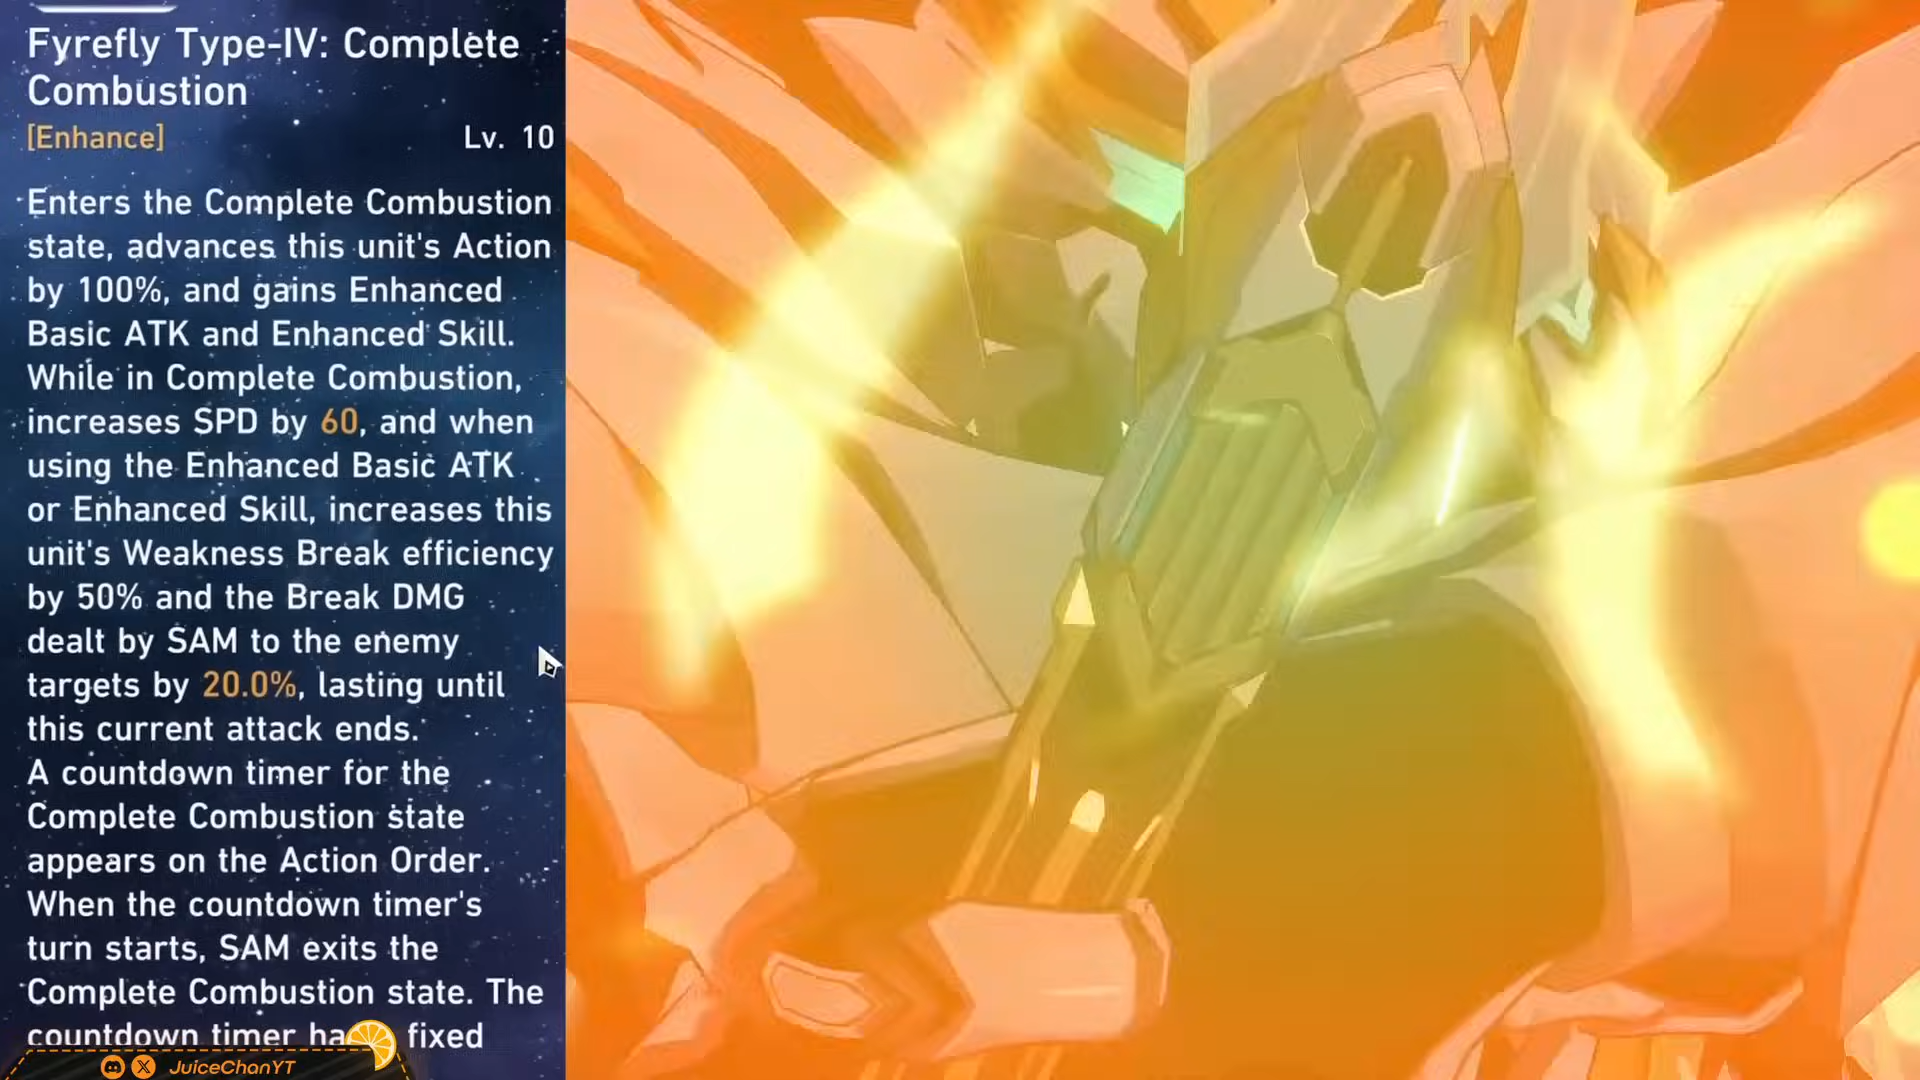 Fyrefly Type-IV: Complete
Combustion
[Enhance] Lv. 10
Enters the Complete Combustion
state, advances this unit's Action
by 100%, and gains Enhanced
Basic ATK and Enhanced Skill.
While in Complete Combustion,
increases SPD by 60, and when
using the Enhanced Basic ATK
or Enhanced Skill, increases this
unit's Weakness Break efficiency
by 50% and the Break DMG
dealt by SAM to the enemy
targets by 20.0%, lasting until
this current attack ends.
A countdown timer for the
Complete Combustion state
appears on the Action Order.
When the countdown timer's
turn starts, SAM exits the
Complete Combustion state. The
countdown timer fixed
JuiceChanYT